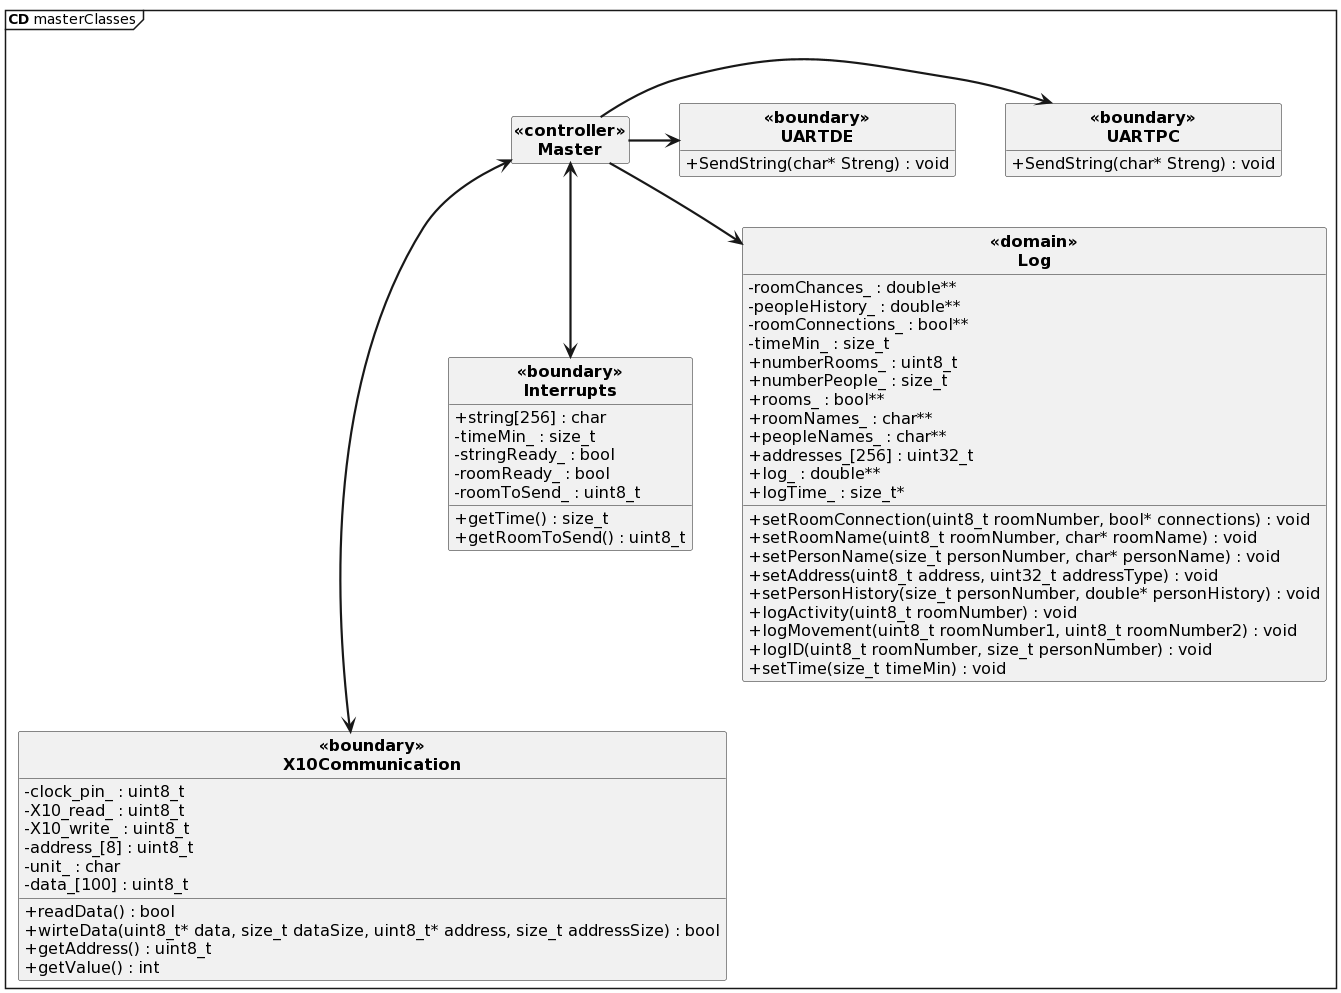 CD masterClasses
«controller»
Master
«boundary»
UARTDE
+SendString(char* Streng) : void
«boundary»
UARTPC
+SendString(char* Streng) : void
«domain»
Log
-roomChances_ : double**
-peopleHistory_ : double**
-roomConnections_ : bool**
-timeMin_ : size_t
+numberRooms_ : uint8_t
+numberPeople_ : size_t
+rooms_ : bool**
+roomNames_ : char**
+peopleNames_ : char**
+addresses_[256] : uint32_t
+log_ : double**
+logTime_ : size_t*
+setRoomConnection(uint8_t roomNumber, bool* connections) : void
+setRoomName(uint8_t roomNumber, char* roomName) : void
+setPersonName(size_t personNumber, char* personName) : void
+setAddress(uint8_t address, uint32_t addressType) : void
+setPersonHistory(size_t personNumber, double* personHistory) : void
+logActivity(uint8_t roomNumber) : void
+logMovement(uint8_t roomNumber1, uint8_t roomNumber2) : void
+logID(uint8_t roomNumber, size_t personNumber) : void
+setTime(size_t timeMin) : void
«boundary»
Interrupts
+string[256] : char
-timeMin_ : size_t
-stringReady_ : bool
-roomReady_ : bool
-roomToSend_ : uint8_t
+getTime() : size_t
+getRoomToSend() : uint8_t
«boundary»
X10Communication
-clock_pin_ : uint8_t
-X10_read_ : uint8_t
-X10_write_ : uint8_t
-address_[8] : uint8_t
-unit_ : char
-data_[100] : uint8_t
+readData() : bool
+wirteData(uint8_t* data, size_t dataSize, uint8_t* address, size_t addressSize) : bool
+getAddress() : uint8_t
+getValue() : int